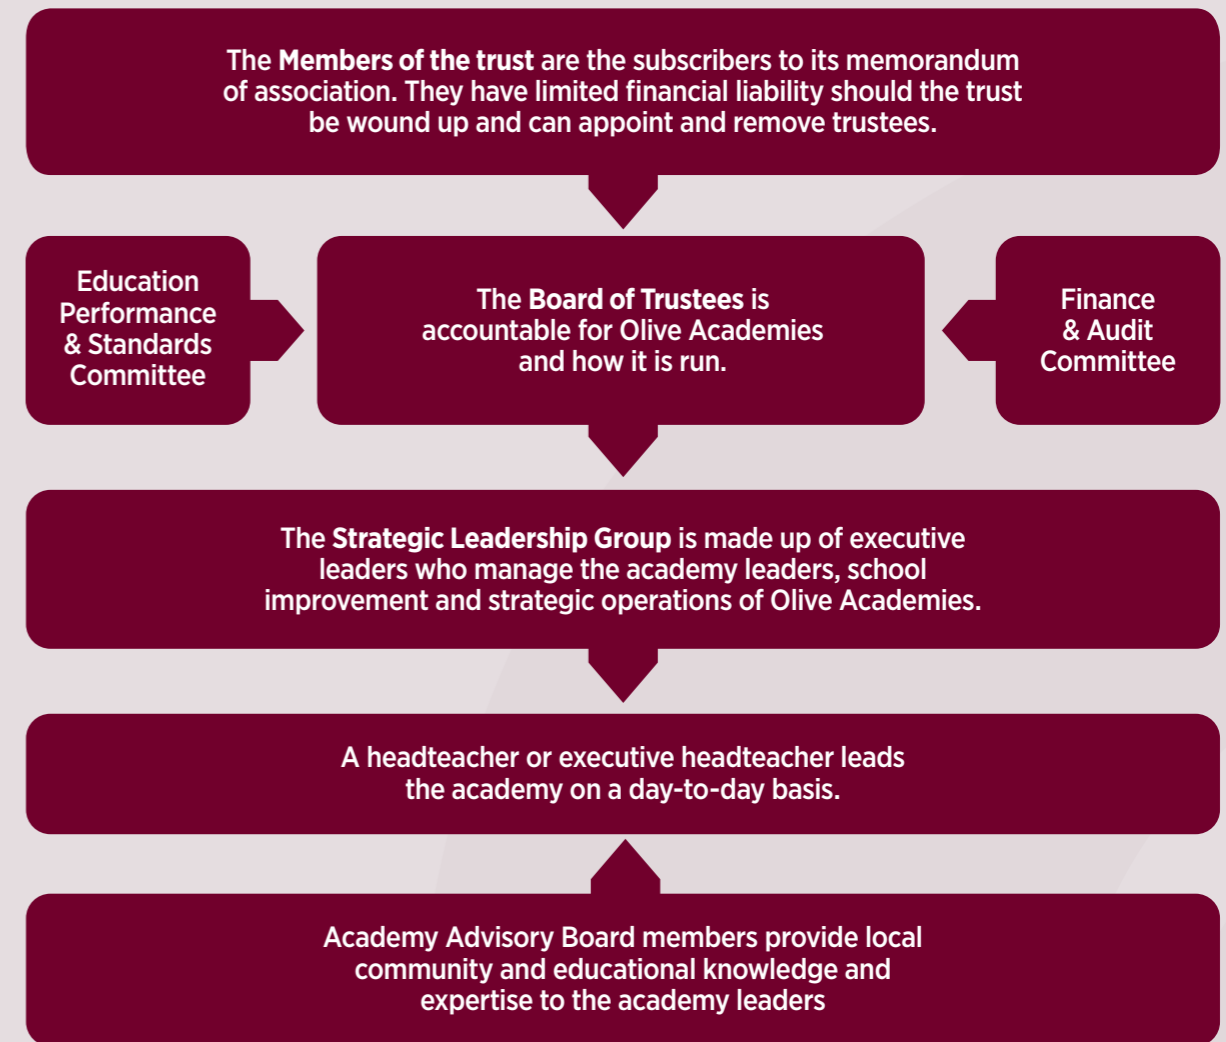 The Members of the trust are the subscribers to its memorandum
of association. They have limited financial liability should the trust
be wound up and can appoint and remove trustees.
Education
Performance
& Standards
Committee
The Board of Trustees is
accountable for Olive Academies
and how it is run.
Finance
& Audit
Committee
The Strategic Leadership Group is made up of executive
leaders who manage the academy leaders, school
improvement and strategic operations of Olive Academies.
A headteacher or executive headteacher leads
the academy on a day-to-day basis.
Academy Advisory Board members provide local
community and educational knowledge and
expertise to the academy leaders